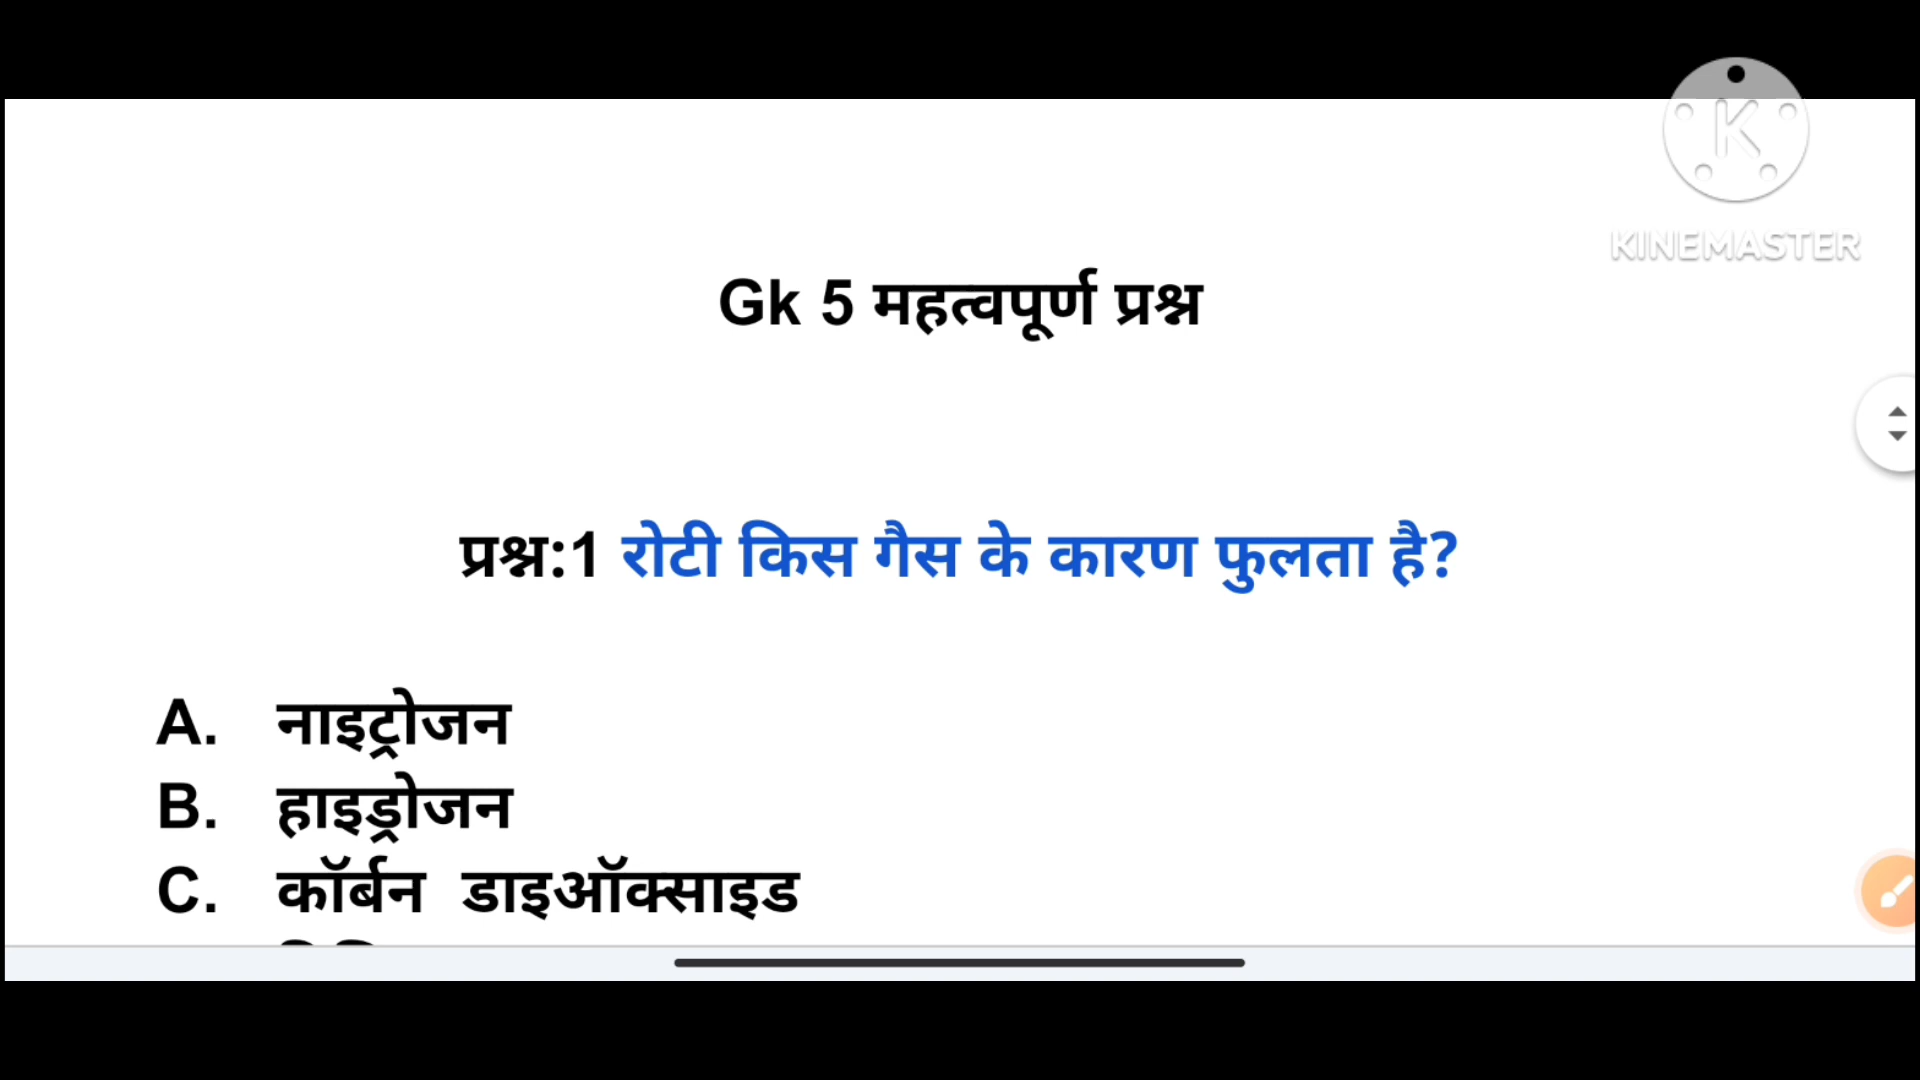 K
KINEMASTER
Gk 5 महत्वपूर्ण प्रश्न
प्रश्न:1 रोटी किस गैस के कारण फुलता है?
A. नाइट्रोजन
B. हाइड्रोजन
C. कॉर्बन डाइऑक्साइड